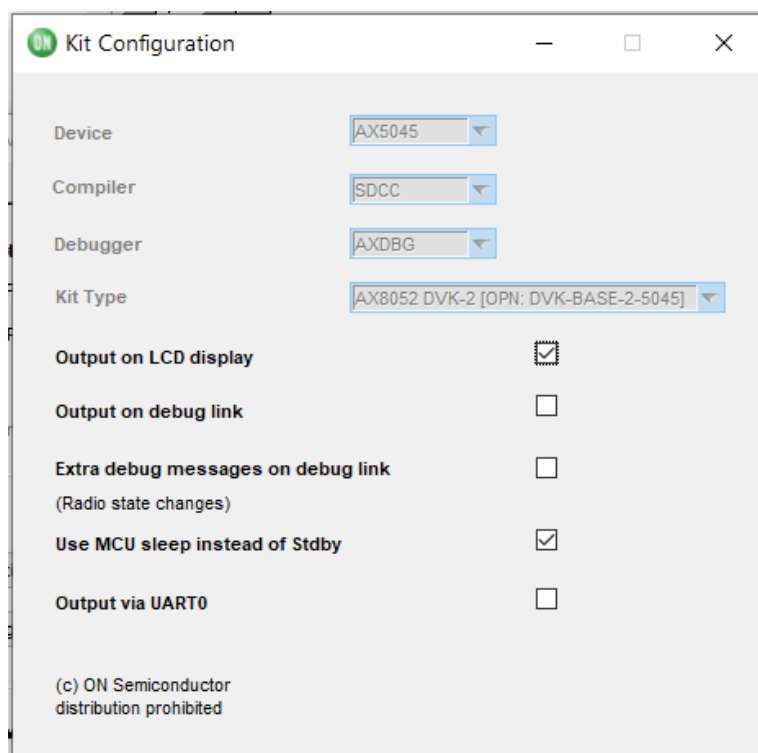 ON Kit Configuration
Device AX5045
Compiler SDCC
Debugger AXDBG
Kit Type AX8052 DVK-2 [OPN: DVK-BASE-2-5045]
Output on LCD display
Output on debug link
Extra debug messages on debug link
(Radio state changes)
Use MCU sleep instead of Stdby
Output via UART0
(c) ON Semiconductor
distribution prohibited